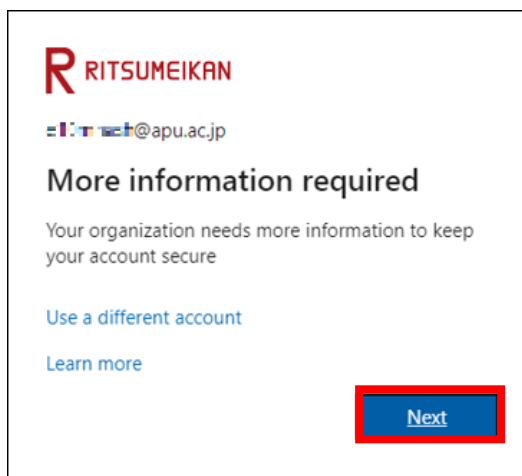 RITSUMEIKAN
@apu.ac.jp
More information required
Your organization needs more information to keep
your account secure
Use a different account
Learn more
Next